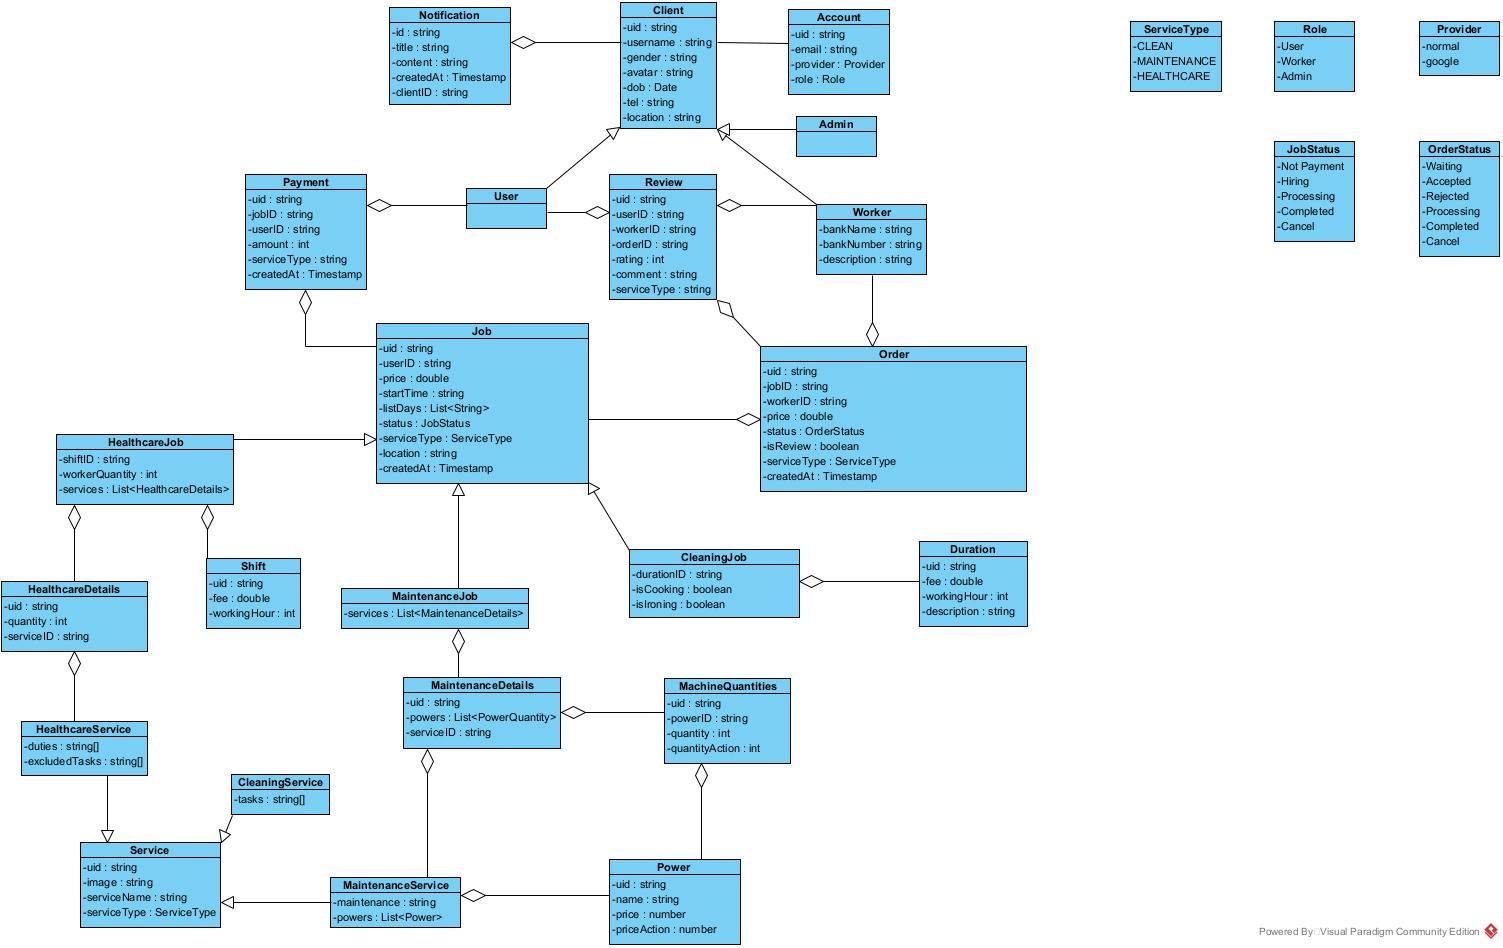 Notification
-id : string
-title : string
-content : string
-createdAt : Timestamp
-clientID : string
Client
-uid : string
-username : string
-gender : string
-avatar : string
-dob : Date
-tel : string
-location : string
Account
-uid : string
-email : string
-provider : Provider
-role : Role
ServiceType
-CLEAN
-MAINTENANCE
-HEALTHCARE
Role
-User
-Worker
-Admin
Provider
-normal
-google
Admin
JobStatus
-Not Payment
-Hiring
-Processing
-Completed
-Cancel
OrderStatus
-Waiting
-Accepted
-Rejected
-Processing
-Completed
-Cancel
Payment
-uid : string
-jobID : string
-userID : string
-amount : int
-serviceType : string
-createdAt : Timestamp
User
Review
-uid : string
-userID : string
-workerID : string
-orderID : string
-rating : int
-comment : string
-serviceType : string
Worker
-bankName : string
-bankNumber : string
-description : string
Job
-uid : string
-userID : string
-price : double
-startTime : string
-listDays : List<String>
-status : JobStatus
-serviceType : ServiceType
-location : string
-createdAt : Timestamp
Order
-uid : string
-jobID : string
-workerID : string
-price : double
-status : OrderStatus
-isReview : boolean
-serviceType : ServiceType
-createdAt : Timestamp
HealthcareJob
-shiftID : string
-workerQuantity : int
-services : List<HealthcareDetails>
HealthcareDetails
-uid : string
-quantity : int
-serviceID : string
Shift
-uid : string
-fee : double
-workingHour : int
MaintenanceJob
-services : List<MaintenanceDetails>
CleaningJob
-durationID : string
-isCooking : boolean
-isIroning : boolean
Duration
-uid : string
-fee : double
-workingHour : int
-description : string
MaintenanceDetails
-uid : string
-powers : List<PowerQuantity>
-serviceID : string
MachineQuantities
-uid : string
-powerID : string
-quantity : int
-quantityAction : int
HealthcareService
-duties : string[]
-excludedTasks : string[]
CleaningService
-tasks : string[]
Service
-uid : string
-image : string
-serviceName : string
-serviceType : ServiceType
MaintenanceService
-maintenance : string
-powers : List<Power>
Power
-uid : string
-name : string
-price : number
-priceAction : number
Powered By Visual Paradigm Community Edition